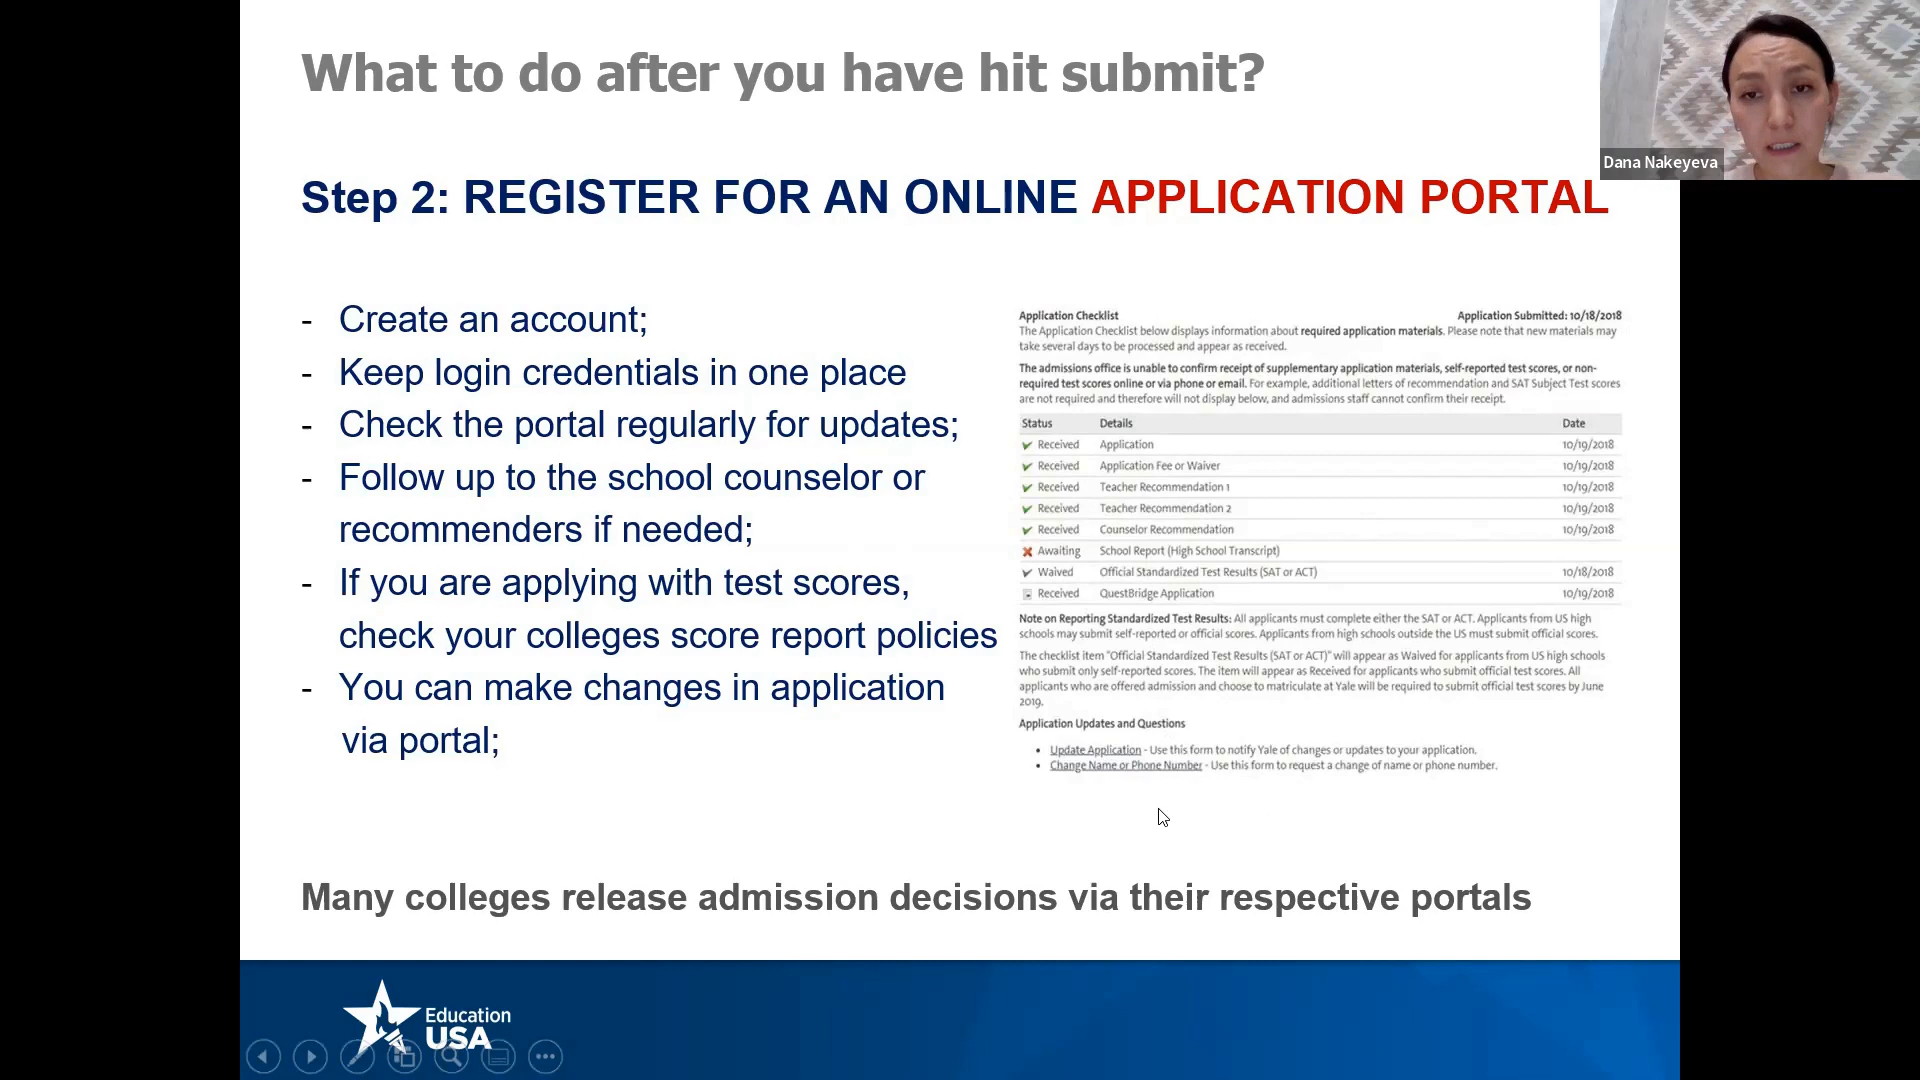 What to do after you have hit submit?
Dana Nakeyeva
Step 2: REGISTER FOR AN ONLINE APPLICATION PORTAL
- Create an account;
- Keep login credentials in one place
- Check the portal regularly for updates;
- Follow up to the school counselor or
recommenders if needed;
- If you are applying with test scores,
check your colleges score report policies
- You can make changes in application
via portal;
Application Checklist Application Submitted: 10/18/2018
The Application Checklist below displays information about required application materials. Please note that new materials may
take several days to be processed and appear as received.
The admissions office is unable to confirm receipt of supplementary application materials, self-reported test scores, or non-
required test scores online or via phone or email. For example, additional letters of recommendation and SAT Subject Test scores
are not required and therefore will not display below, and admissions staff cannot confirm their receipt.
Status Details Date
Received Application 10/19/2018
Received Application Fee or Waiver 10/19/2018
Received Teacher Recommendation 1 10/19/2018
Received Teacher Recommendation 2 10/19/2018
Received Counselor Recommendation 10/19/2018
Awaiting School Report (High School Transcript)
Waived Official Standardized Test Results (SAT or ACT) 10/18/2018
Received QuestBridge Application 10/19/2018
Note on Reporting Standardized Test Results: All applicants must complete either the SAT or ACT. Applicants from US high
schools may submit self-reported or official scores. Applicants from high schools outside the US must submit official scores.
The checklist item "Official Standardized Test Results (SAT or ACT)" will appear as Waived for applicants from US high schools
who submit only self-reported scores. The item will appear as Received for applicants who submit official test scores. All
applicants who are offered admission and choose to matriculate at Yale will be required to submit official test scores by June
2019.
Application Updates and Questions
• Update Application - Use this form to notify Yale of changes or updates to your application.
• Change Name or Phone Number - Use this form to request a change of name or phone number.
Many colleges release admission decisions via their respective portals
Education
USA